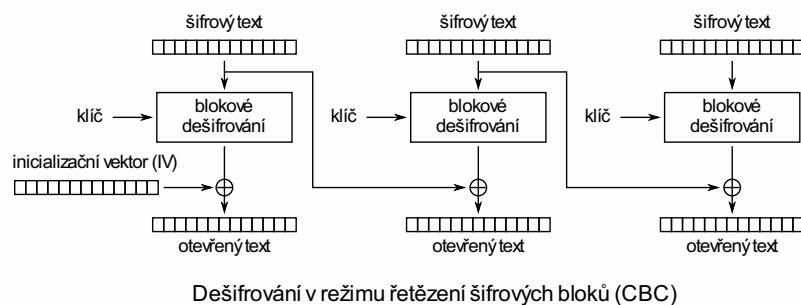 šifrový text
šifrový text
šifrový text
klíč
blokové
dešifrování
klíč
blokové
dešifrování
klíč
blokové
dešifrování
inicializační vektor (IV)
otevřený text
otevřený text
otevřený text
Dešifrování v režimu řetězení šifrových bloků (CBC)